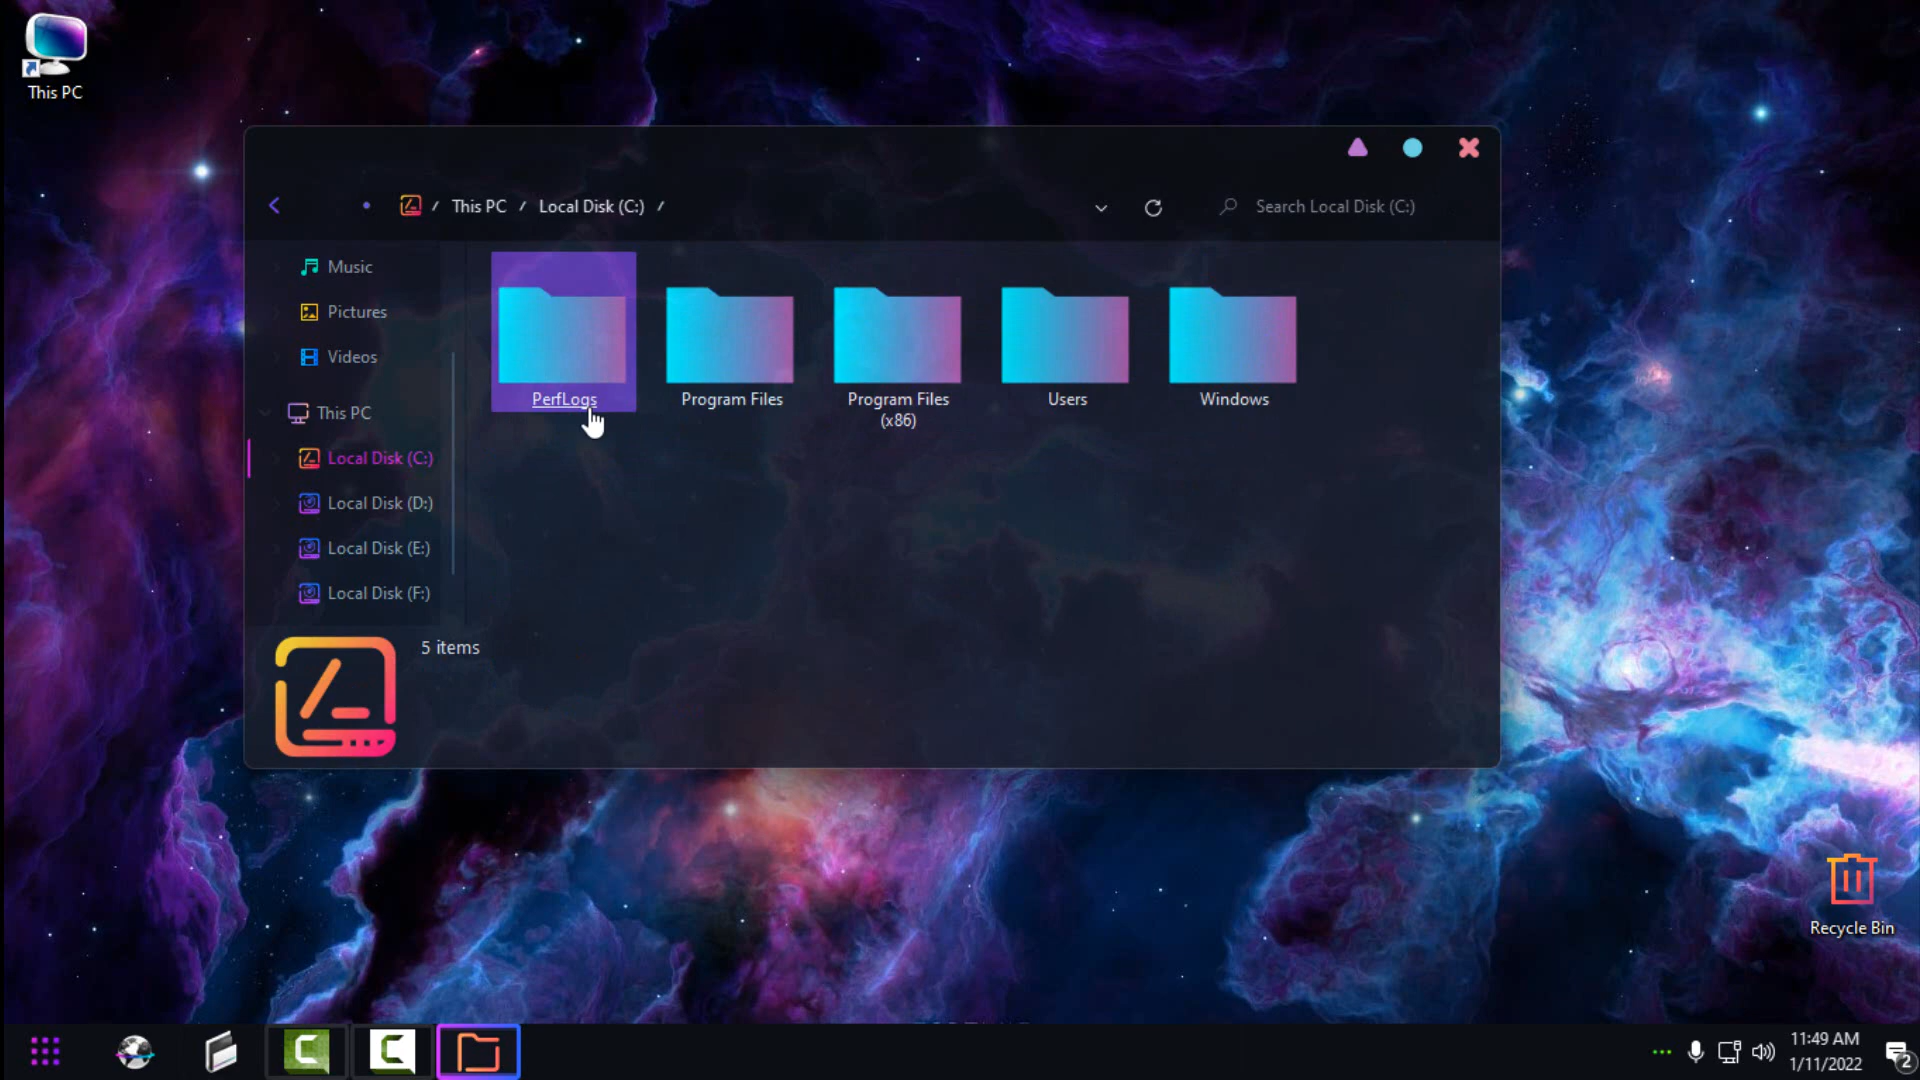 This PC
/ This PC / Local Disk (C:) /
Search Local Disk (C:)
Music
Pictures
Videos
This PC
Local Disk (C:)
Local Disk (D:)
Local Disk (E:)
Local Disk (F:)
PerfLogs
Program Files
Program Files
(x86)
Users
Windows
5 items
Recycle Bin
11:49 AM
1/11/2022
2